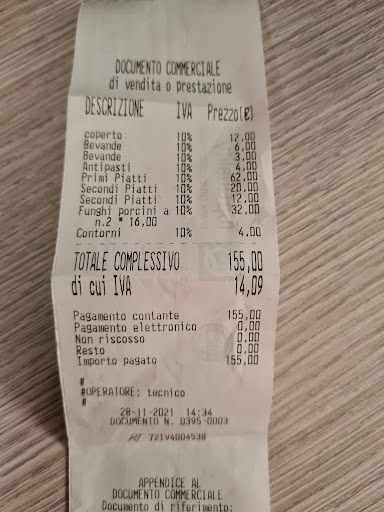 DOCUMENTO COMMERCIALE
di vendita o prestazione
DESCRIZIONE IVA Prezzo(€)
coperto 10% 12,00
Bevande 10% 6,00
Bevande 10% 3,00
Antipasti 10% 4,00
Primi Piatti 10% 62,00
Secondi Piatti 10% 20,00
Secondi Piatti 10% 12,00
Funghi porcini a 10% 32,00
n.2 * 16,00
Contorni 10% 4,00
TOTALE COMPLESSIVO 155,00
di cui IVA 14,09
Pagamento contante 155,00
Pagamento elettronico 0,00
Non riscosso 0,00
Resto 0,00
Importo pagato 155,00
#
#OPERATORE: tecnico
#
28-11-2021 14:34
DOCUMENTO N. 0395-0003
RT 72IV4004530
APPENDICE AL
DOCUMENTO COMMERCIALE
Documento di riferimento: